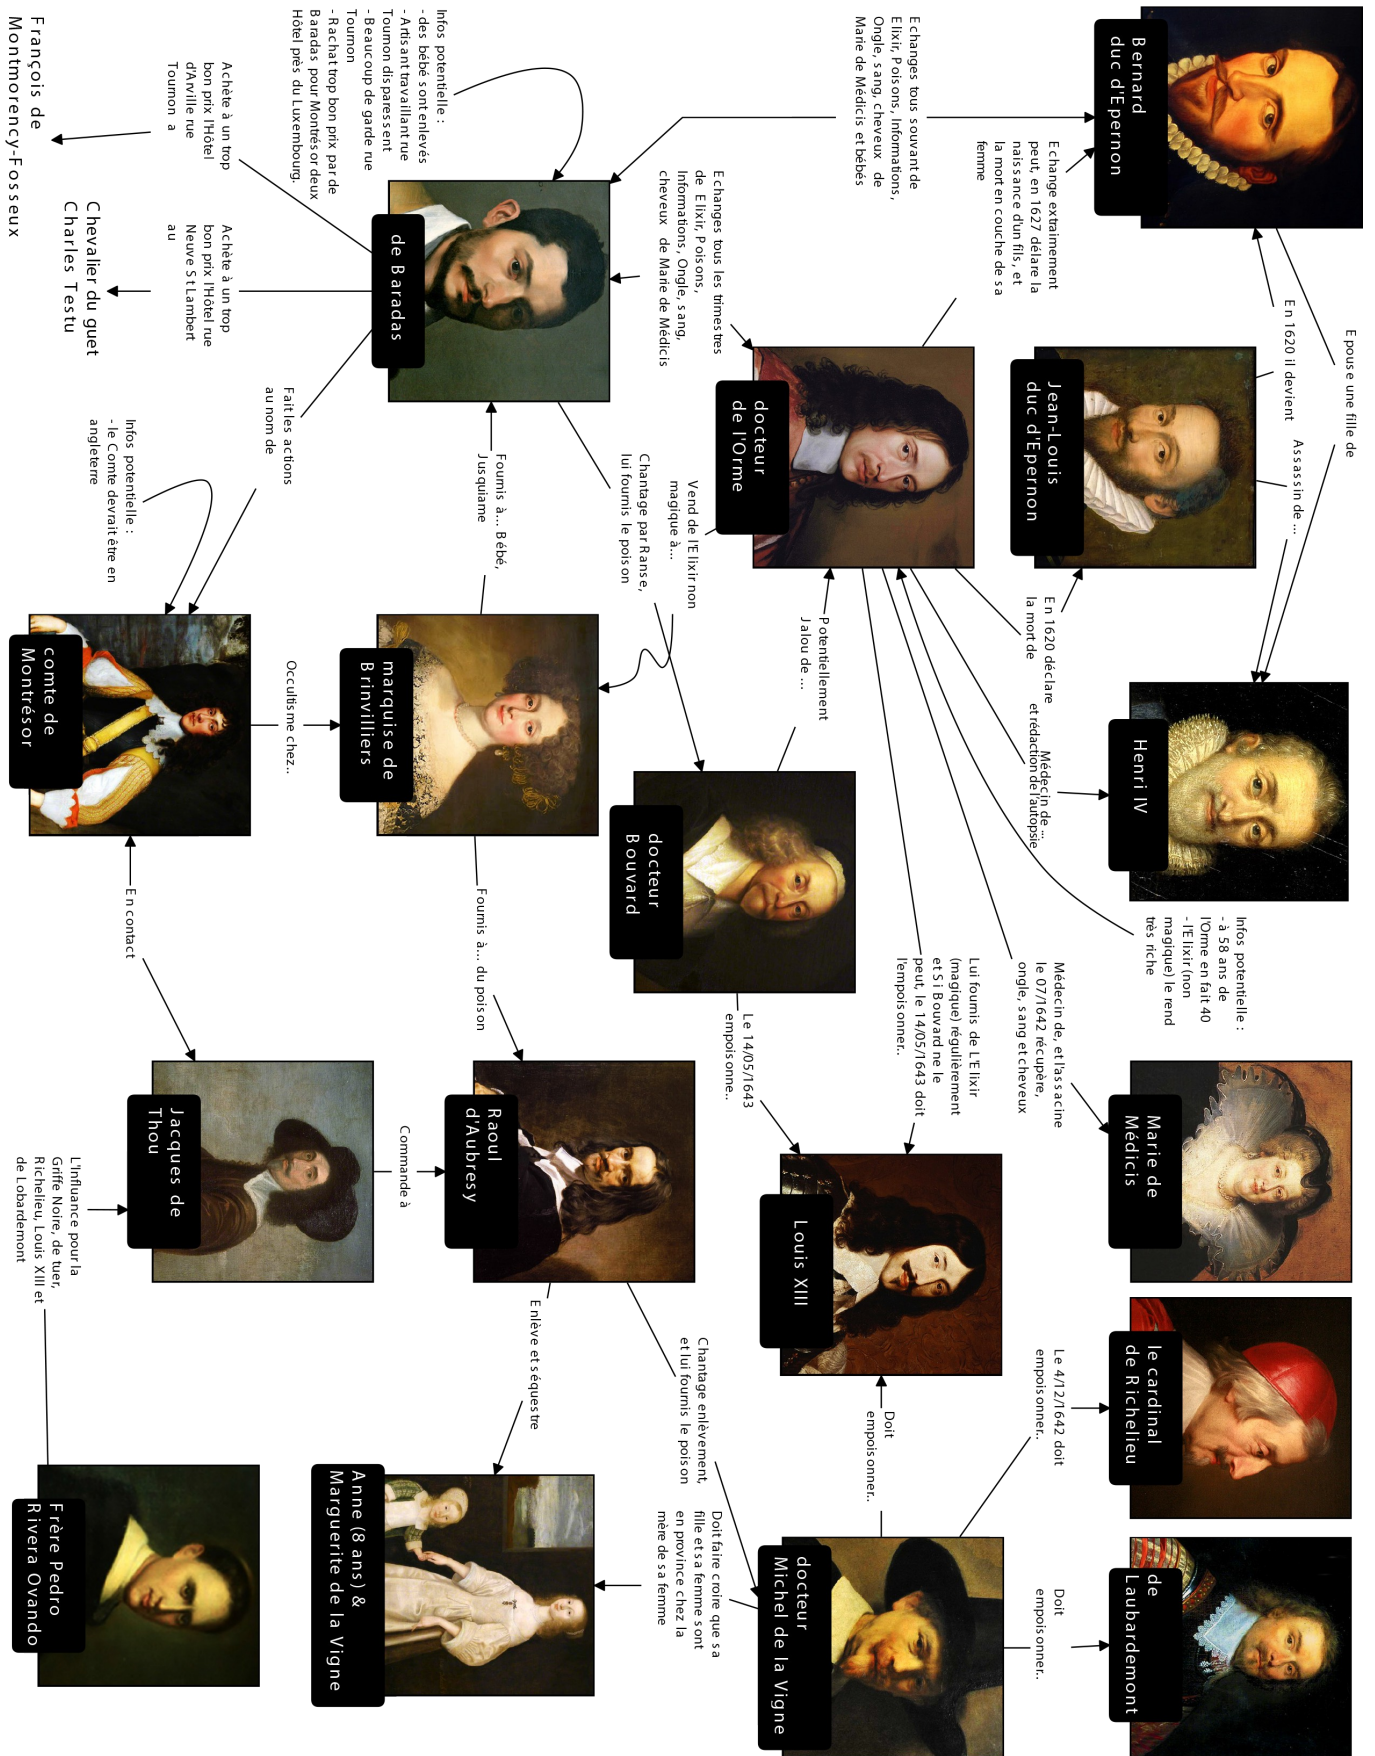 Epouse une fille de
Bernard
duc d'Epernon
En 1620 il devient
Assassin de ...
Henri IV
Infos potentielle :
- à 58 ans de
l'Orme en fait 40
- l'Elixir (non
magique) le rend
très riche
Marie de
Médicis
le cardinal
de Richelieu
de
Laubardemont
Echange extraimement
peut, en 1627 délare la
naissance d'un fils, et
la mort en couche de sa
femme
Jean-Louis
duc d'Epernon
En 1620 déclare
la mort de
Médecin de ...
et rédaction de l'autopsie
Médecin de, et l'assacine
le 07/1642 récupère,
ongle, sang et cheveux
Le 4/12/1642 doit
empoisonner..
Doit
empoisonner..
Echanges tous souvant de
Elixir, Poisons, Informations,
Ongle, sang, cheveux de
Marie de Médicis et bébés
Lui fournis de L'Elixir
(magique) régulièrement
et Si Bouvard ne le
peut, le 14/05/1643 doit
l'empoisonner..
Doit
empoisonner..
docteur
de l'Orme
Potentiellement
Jalou de ...
Louis XIII
docteur
Michel de la Vigne
Echanges tous les trimestres
de Elixir, Poisons,
Informations, Ongle, sang,
cheveux de Marie de Médicis
Vend de l'Elixir non
magique à...
Chantage par Ranse,
lui fournis le poison
docteur
Bouvard
Le 14/05/1643
empoisonne..
Chantage enlèvement,
et lui fournis le poison
Doit faire croire que sa
fille et sa femme sont
en province chez la
mère de sa femme
Infos potentielle :
- des bébé sont enlevés
- Artisant travaillant rue
Tournon disparessent
- Beaucoup de garde rue
Tournon
- Rachat trop bon prix par de
Baradas pour Montrésor deux
Hôtel près du Luxembourg.
de Baradas
Fournis à... Bébé,
Jusquiame
marquise de
Brinvilliers
Fournis à... du poison
Raoul
d'Aubresy
Enlève et séquestre
Anne (8 ans) &
Marguerite de la Vigne
Achète à un trop
bon prix l'Hôtel
d'Arville rue
Tournon a
Achète à un trop
bon prix l'Hôtel rue
Neuve St Lambert
au
Fait les actions
au nom de
Occultisme chez...
Commande à
François de
Montmorency-Fosseux
Chevalier du guet
Charles Testu
Infos potentielle :
- le Comte devrait être en
angleterre
comte de
Montrésor
En contact
Jacques de
Thou
L'Influance pour la
Griffe Noire, de tuer,
Richelieu, Louis XIII et
de Lobardemont
Frère Pedro
Rivera Ovando